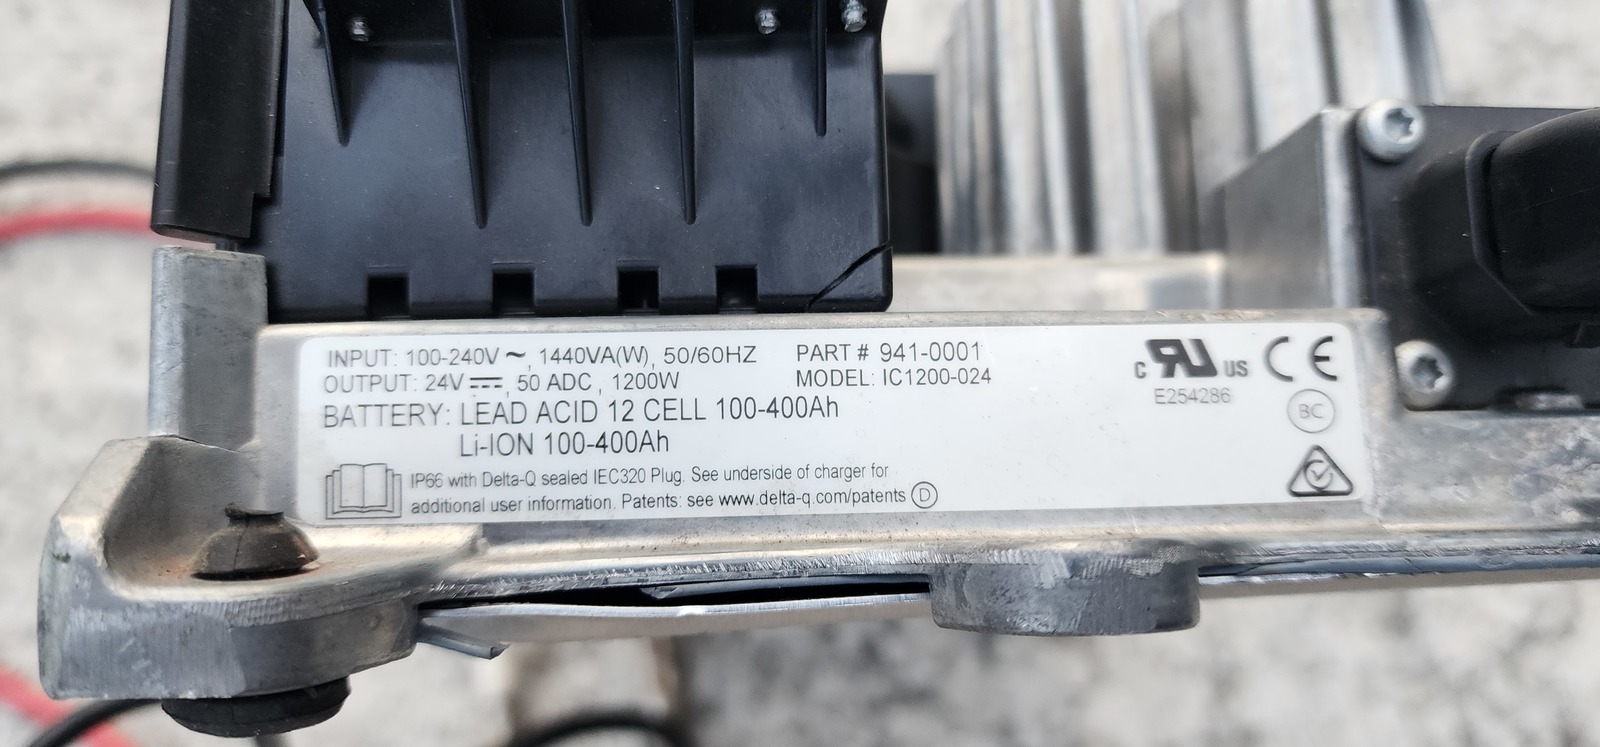 INPUT: 100-240V ~ , 1440VA(W), 50/60HZ
OUTPUT: 24V ⎓, 50 ADC , 1200W
BATTERY: LEAD ACID 12 CELL 100-400Ah
Li-ION 100-400Ah
IP66 with Delta-Q sealed IEC320 Plug. See underside of charger for
additional user information. Patents: see www.delta-q.com/patents D
PART # 941-0001
MODEL: IC1200-024
c RU US CE
E254286
BC